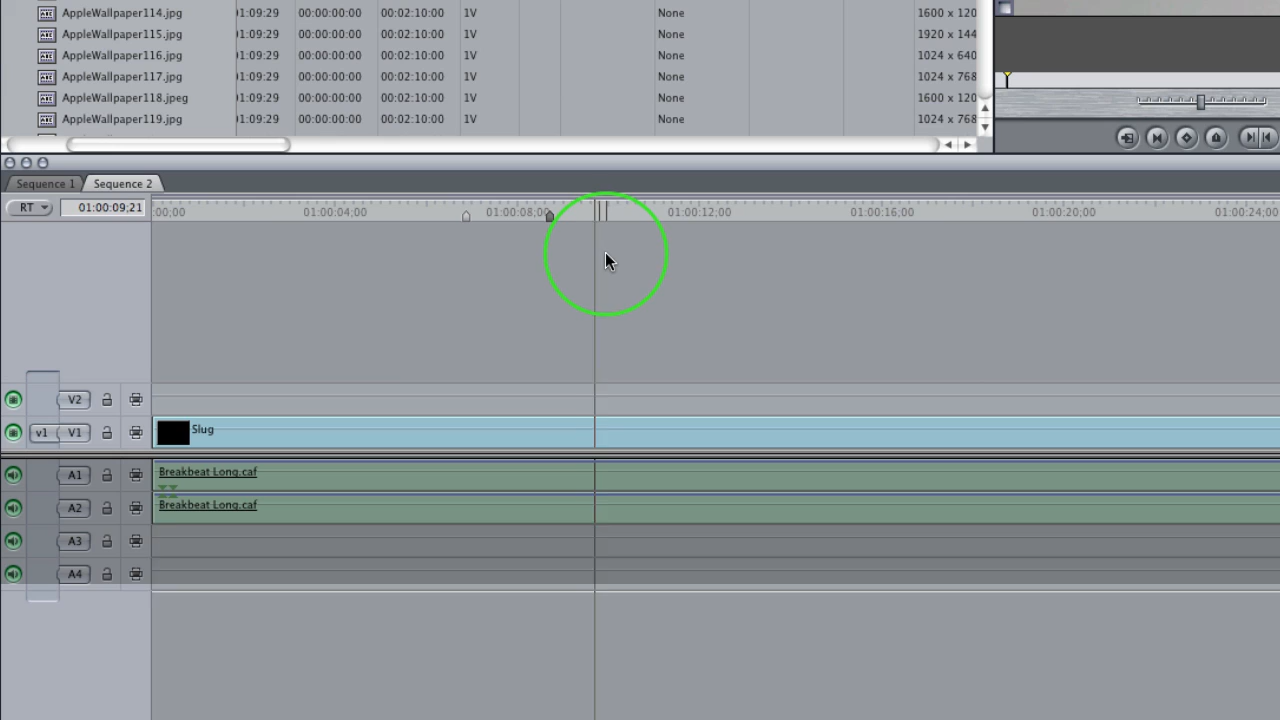 AppleWallpaper114.jpg 01:09:29 00:00:00:00 00:02:10:00 1V None 1600 x 120
AppleWallpaper115.jpg 01:09:29 00:00:00:00 00:02:10:00 1V None 1920 x 144
AppleWallpaper116.jpg 01:09:29 00:00:00:00 00:02:10:00 1V None 1024 x 640
AppleWallpaper117.jpg 01:09:29 00:00:00:00 00:02:10:00 1V None 1024 x 768
AppleWallpaper118.jpeg 01:09:29 00:00:00:00 00:02:10:00 1V None 1600 x 120
AppleWallpaper119.jpg 01:09:29 00:00:00:00 00:02:10:00 1V None 1024 x 768
Sequence 1 Sequence 2
RT 01:00:09;21 :00;00 01:00:04;00 01:00:08;00 01:00:12;00 01:00:16;00 01:00:20;00 01:00:24;00
V2
v1 V1 Slug
A1 Breakbeat Long.caf
A2 Breakbeat Long.caf
A3
A4